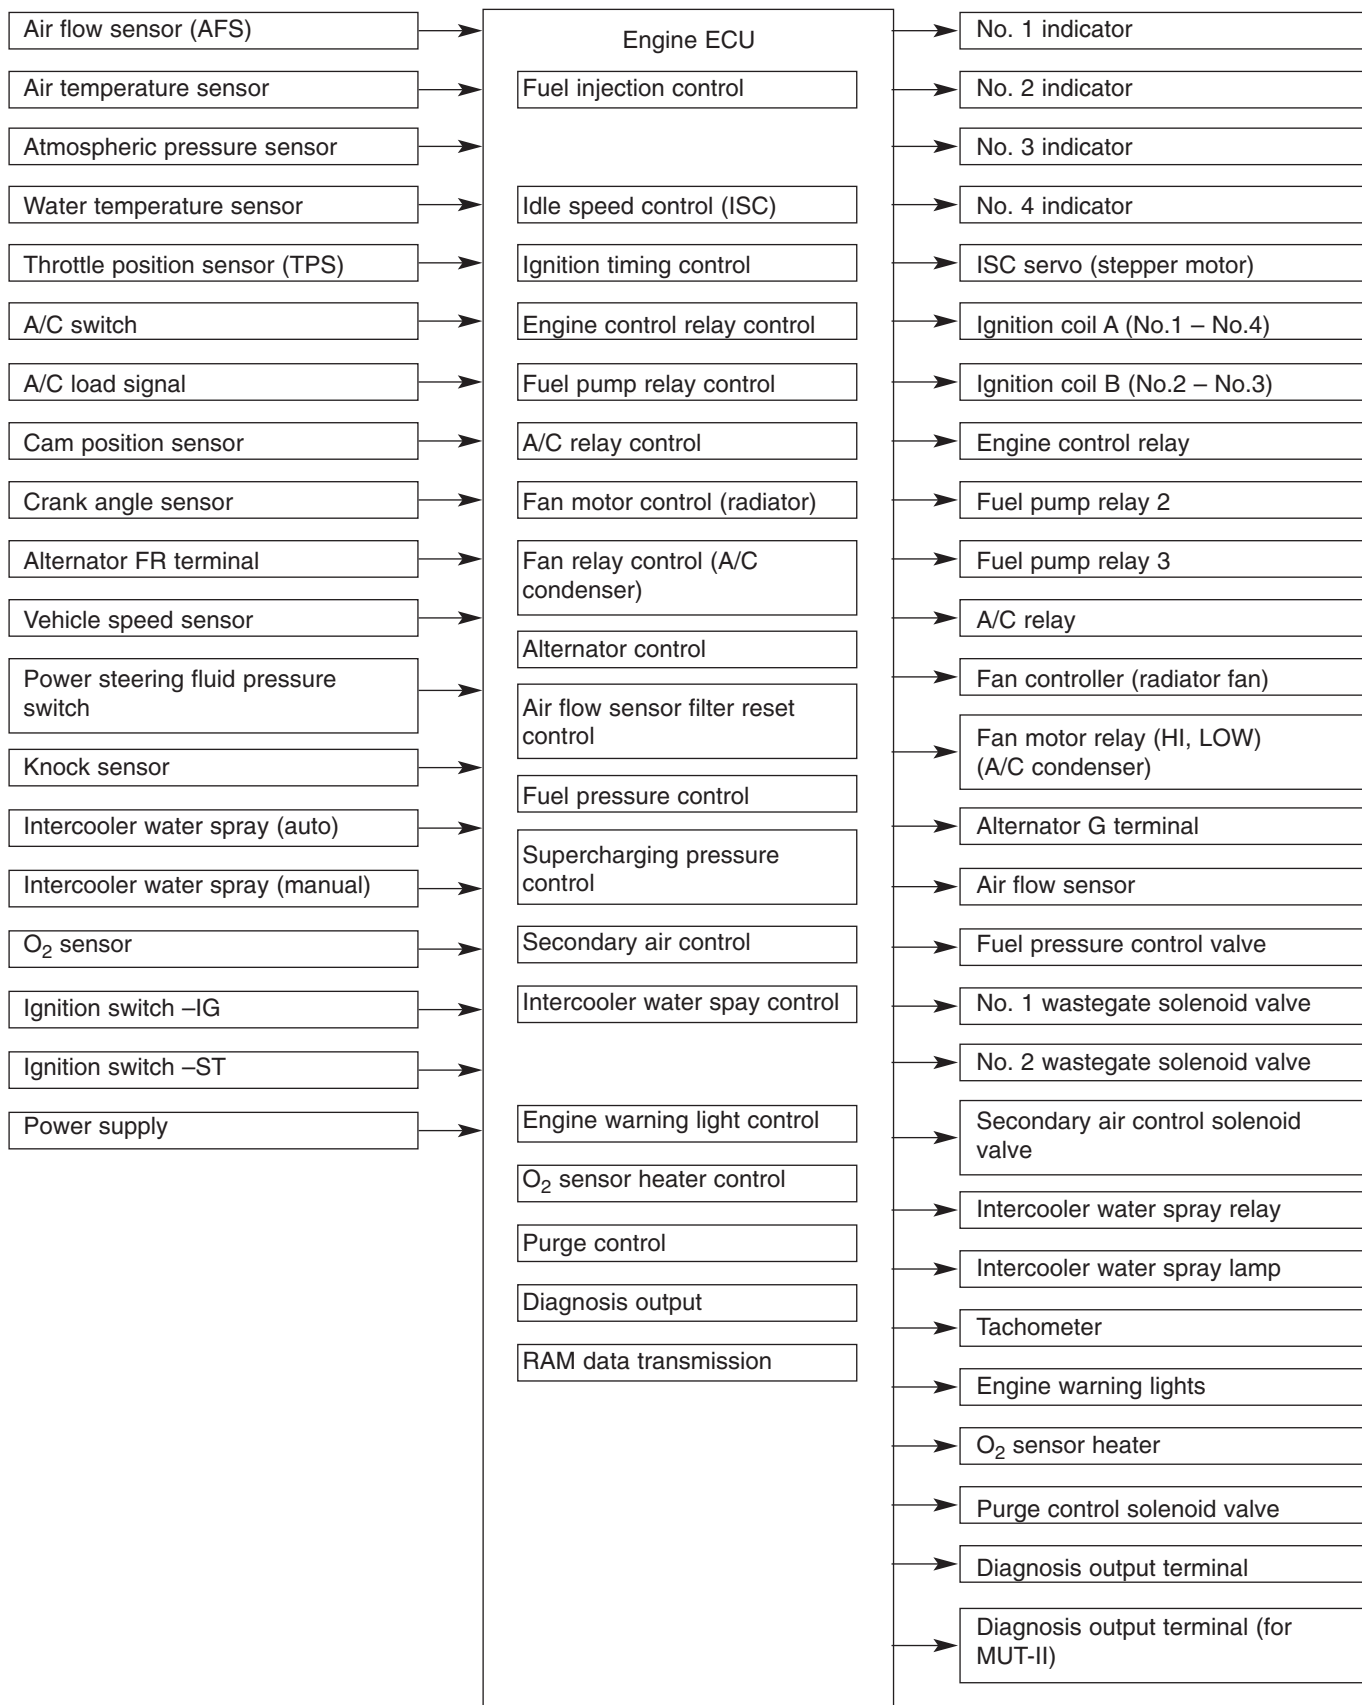 Air flow sensor (AFS)
Air temperature sensor
Atmospheric pressure sensor
Water temperature sensor
Throttle position sensor (TPS)
A/C switch
A/C load signal
Cam position sensor
Crank angle sensor
Alternator FR terminal
Vehicle speed sensor
Power steering fluid pressure
switch
Knock sensor
Intercooler water spray (auto)
Intercooler water spray (manual)
O₂ sensor
Ignition switch –IG
Ignition switch –ST
Power supply
Engine ECU
Fuel injection control
Idle speed control (ISC)
Ignition timing control
Engine control relay control
Fuel pump relay control
A/C relay control
Fan motor control (radiator)
Fan relay control (A/C
condenser)
Alternator control
Air flow sensor filter reset
control
Fuel pressure control
Supercharging pressure
control
Secondary air control
Intercooler water spay control
Engine warning light control
O₂ sensor heater control
Purge control
Diagnosis output
RAM data transmission
No. 1 indicator
No. 2 indicator
No. 3 indicator
No. 4 indicator
ISC servo (stepper motor)
Ignition coil A (No.1 – No.4)
Ignition coil B (No.2 – No.3)
Engine control relay
Fuel pump relay 2
Fuel pump relay 3
A/C relay
Fan controller (radiator fan)
Fan motor relay (HI, LOW)
(A/C condenser)
Alternator G terminal
Air flow sensor
Fuel pressure control valve
No. 1 wastegate solenoid valve
No. 2 wastegate solenoid valve
Secondary air control solenoid
valve
Intercooler water spray relay
Intercooler water spray lamp
Tachometer
Engine warning lights
O₂ sensor heater
Purge control solenoid valve
Diagnosis output terminal
Diagnosis output terminal (for
MUT-II)